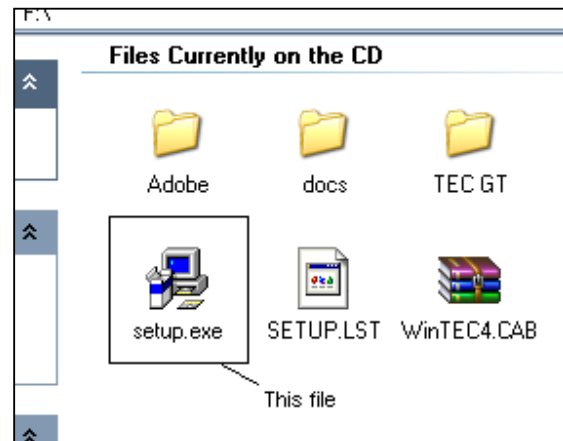 F:\
Files Currently on the CD
Adobe docs TEC GT
setup.exe SETUP.LST WinTEC4.CAB
This file